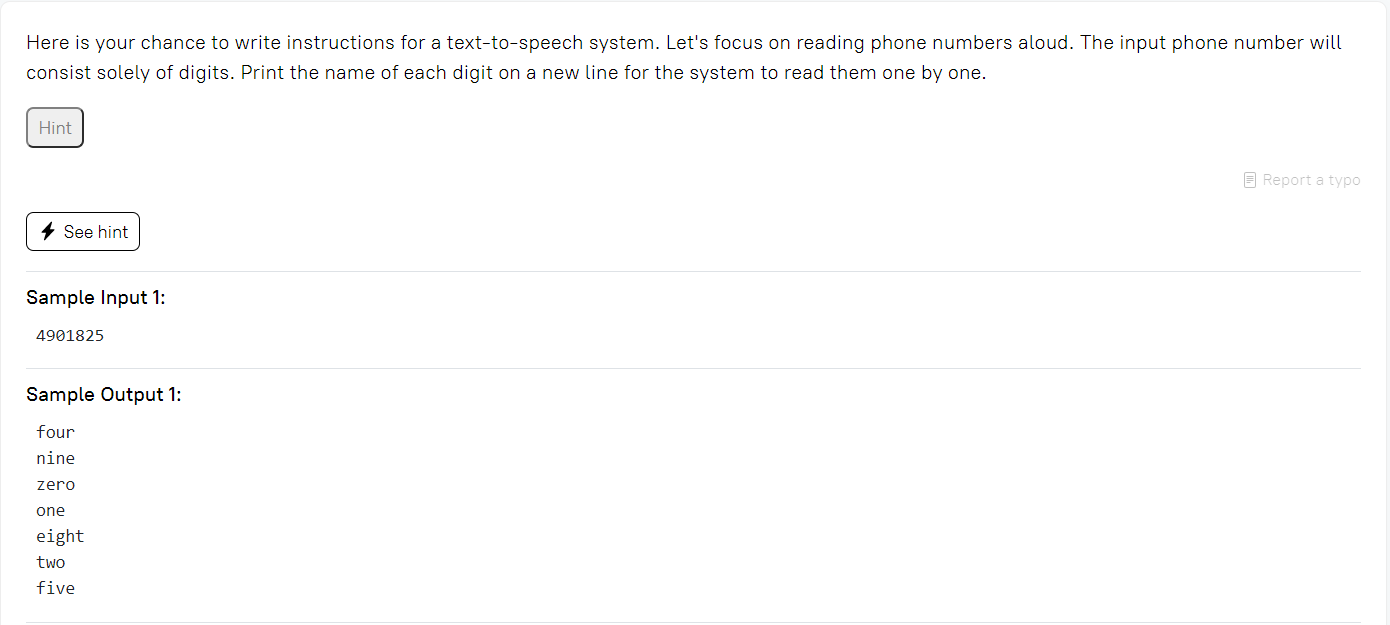 Here is your chance to write instructions for a text-to-speech system. Let's focus on reading phone numbers aloud. The input phone number will
consist solely of digits. Print the name of each digit on a new line for the system to read them one by one.
Hint
Report a typo
See hint
Sample Input 1:
4901825
Sample Output 1:
four
nine
zero
one
eight
two
five